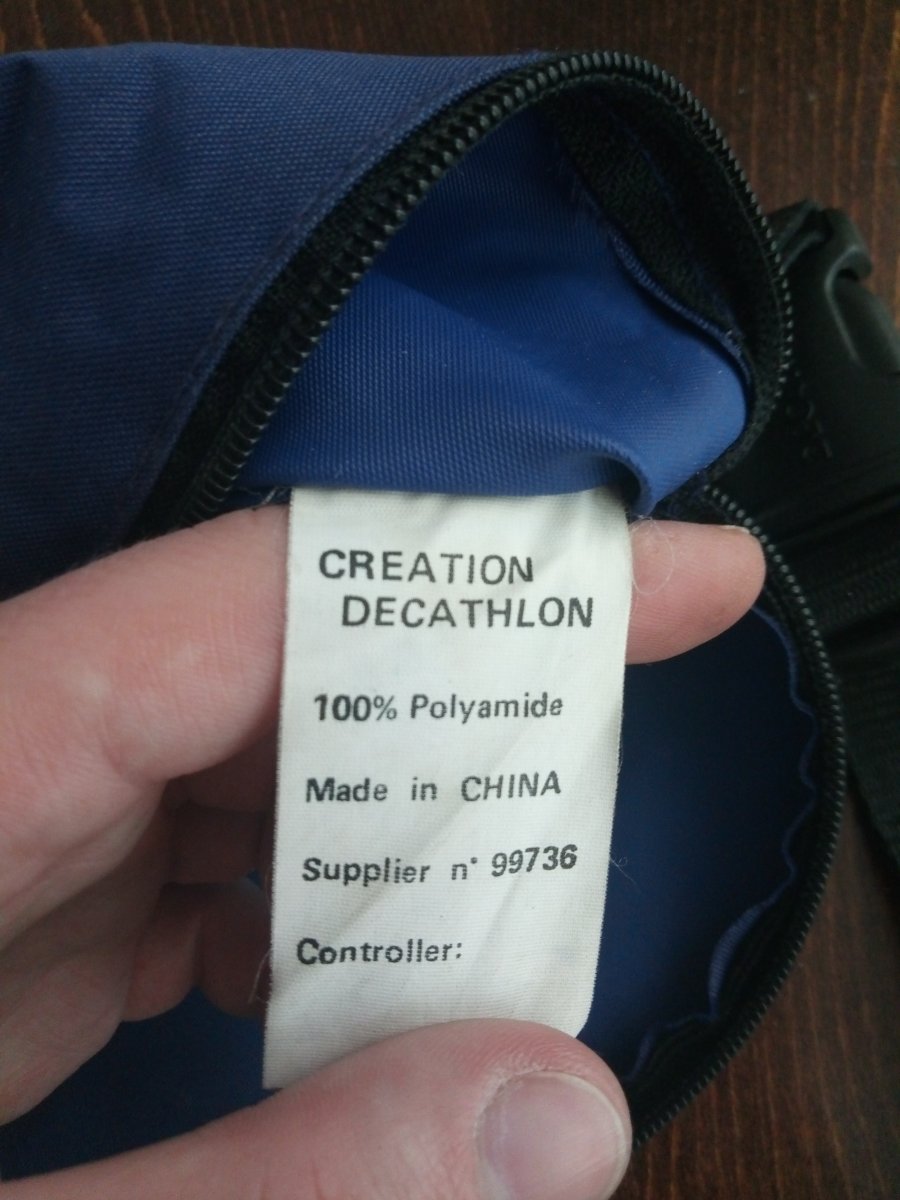 CREATION
DECATHLON
100% Polyamide
Made in CHINA
Supplier n° 99736
Controller: